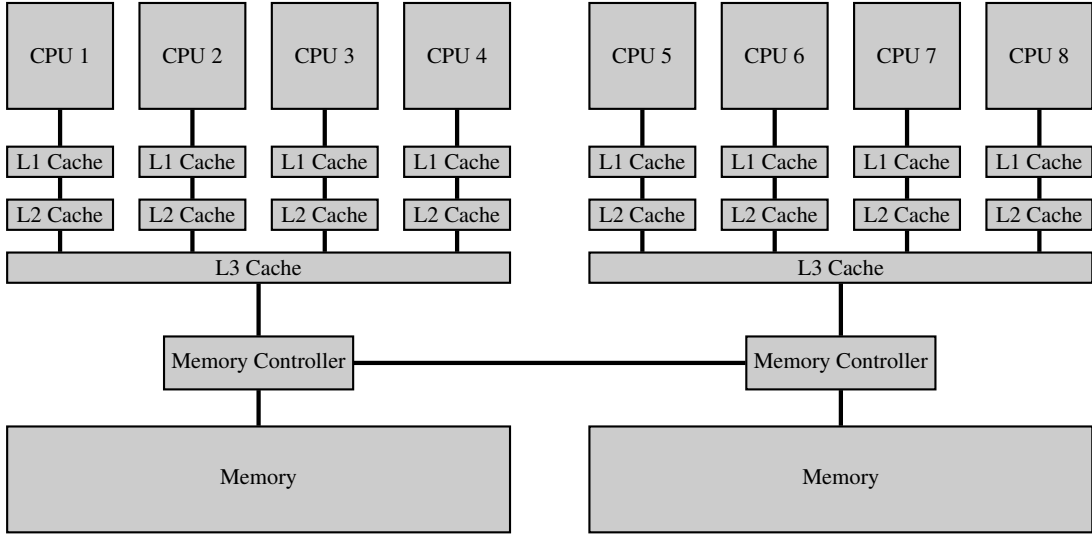 CPU 1 CPU 2 CPU 3 CPU 4 CPU 5 CPU 6 CPU 7 CPU 8
L1 Cache L1 Cache L1 Cache L1 Cache L1 Cache L1 Cache L1 Cache L1 Cache
L2 Cache L2 Cache L2 Cache L2 Cache L2 Cache L2 Cache L2 Cache L2 Cache
L3 Cache L3 Cache
Memory Controller Memory Controller
Memory Memory